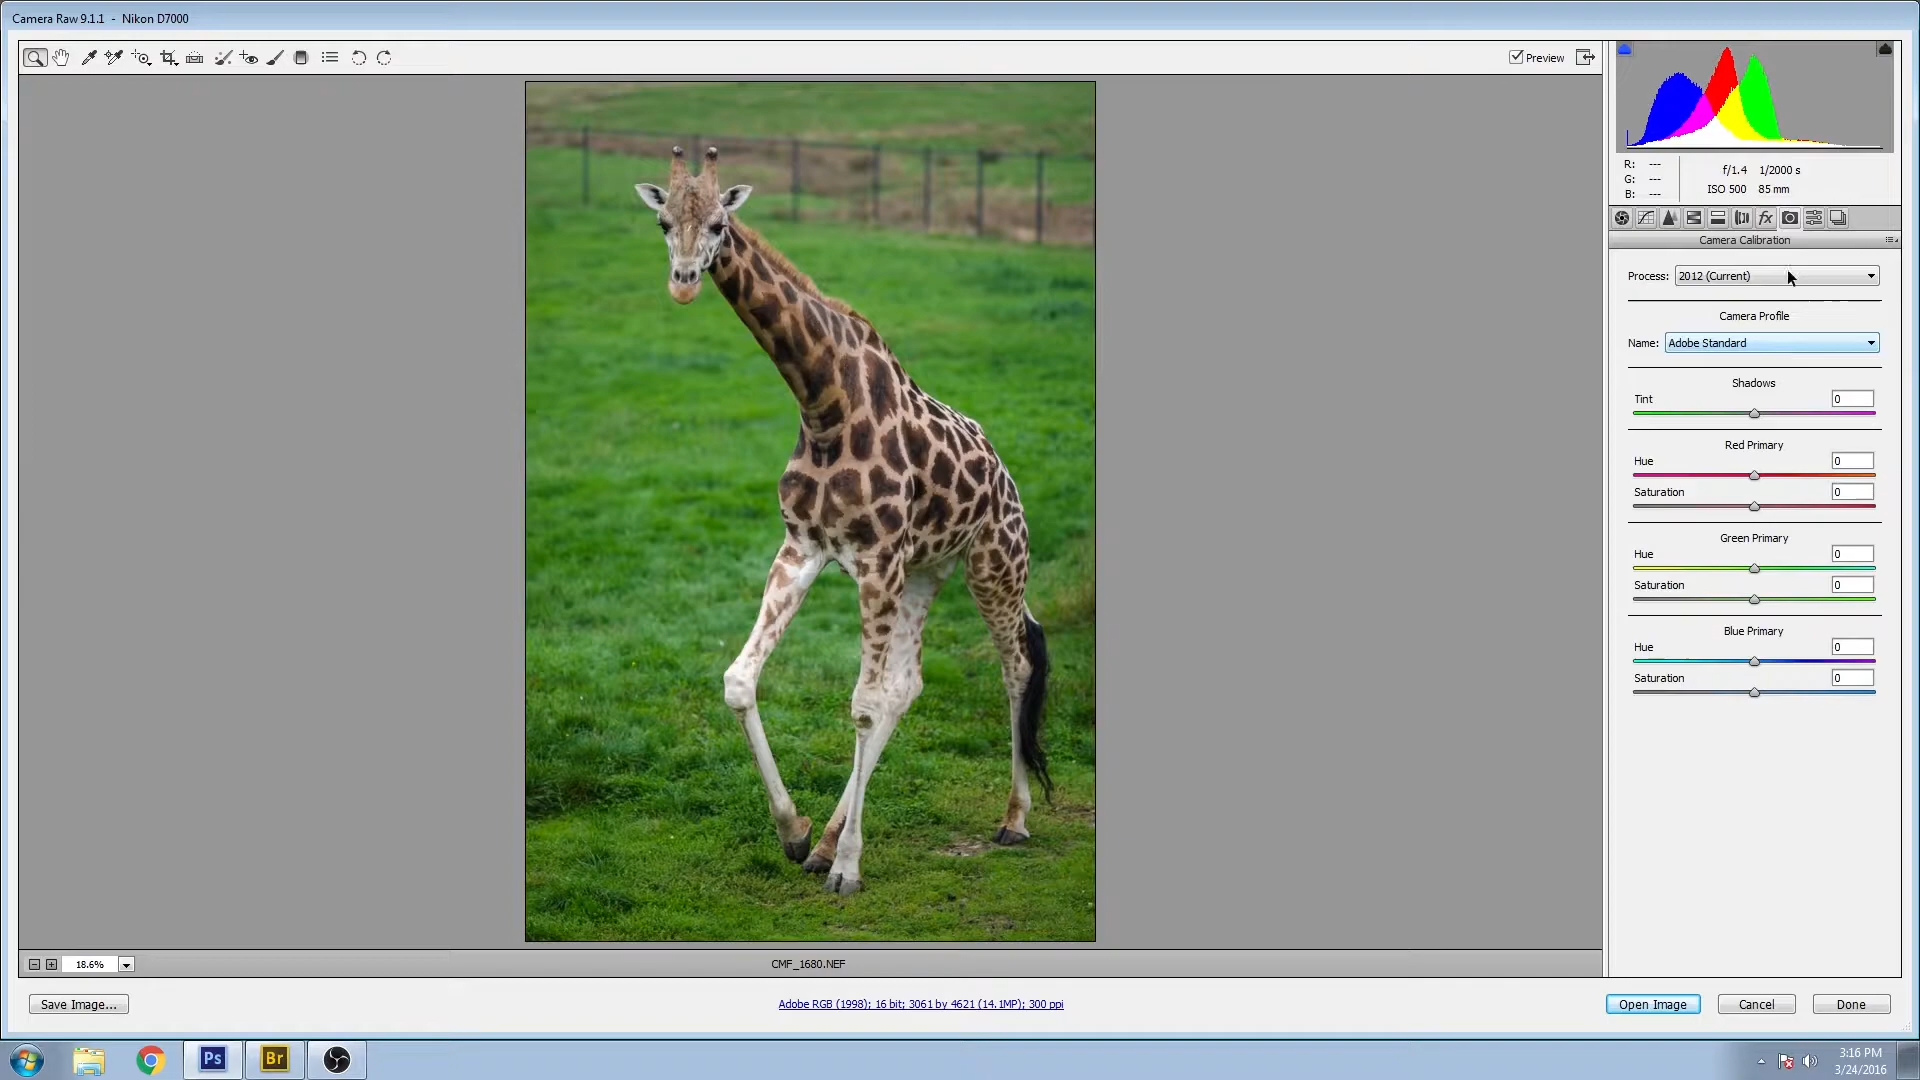 Camera Raw 9.1.1 - Nikon D7000
Preview
R: ---
G: ---
B: ---
f/1.4 1/2000 s
ISO 500 85 mm
fx
Camera Calibration
Process: 2012 (Current)
Camera Profile
Name: Adobe Standard
Shadows
Tint 0
Red Primary
Hue 0
Saturation 0
Green Primary
Hue 0
Saturation 0
Blue Primary
Hue 0
Saturation 0
18.6%
CMF_1680.NEF
Save Image...
Adobe RGB (1998); 16 bit; 3061 by 4621 (14.1MP); 300 ppi
Open Image
Cancel
Done
Ps
Br
3:16 PM
3/24/2016